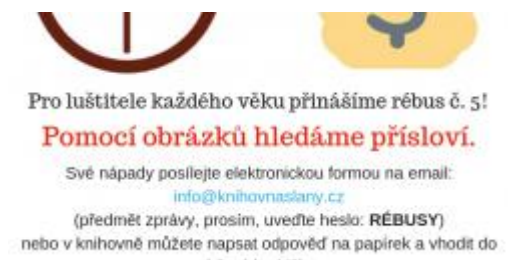 Pro luštitele každého věku přinášíme rébus č. 5!
Pomocí obrázků hledáme přísloví.
Své nápady posílejte elektronickou formou na email:
info@knihovnaslany.cz
(předmět zprávy, prosím, uveďte heslo: RÉBUSY)
nebo v knihovně můžete napsat odpověď na papírek a vhodit do